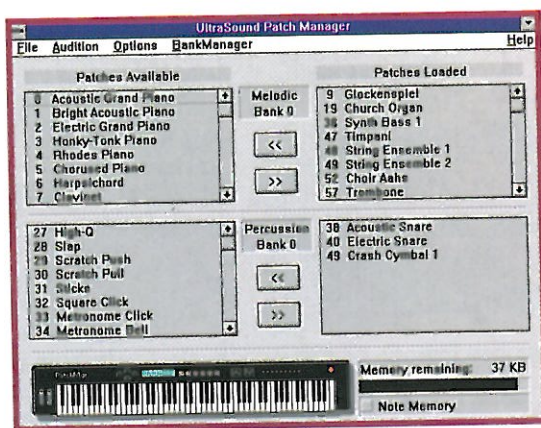 UltraSound Patch Manager
File Audition Options BankManager Help
Patches Available
0 Acoustic Grand Piano
1 Bright Acoustic Piano
2 Electric Grand Piano
3 Honky-Tonk Piano
4 Rhodes Piano
5 Chorused Piano
6 Harpsichord
7 Clavinet
Melodic
Bank 0
<<
>>
Patches Loaded
9 Glockenspiel
19 Church Organ
38 Synth Bass 1
47 Timpani
48 String Ensemble 1
49 String Ensemble 2
52 Choir Aahs
57 Trombone
27 High-Q
28 Slap
29 Scratch Push
30 Scratch Pull
31 Sticks
32 Square Click
33 Metronome Click
34 Metronome Bell
Percussion
Bank 0
<<
>>
38 Acoustic Snare
40 Electric Snare
49 Crash Cymbal 1
PatchMgr
Memory remaining: 37 KB
Note Memory